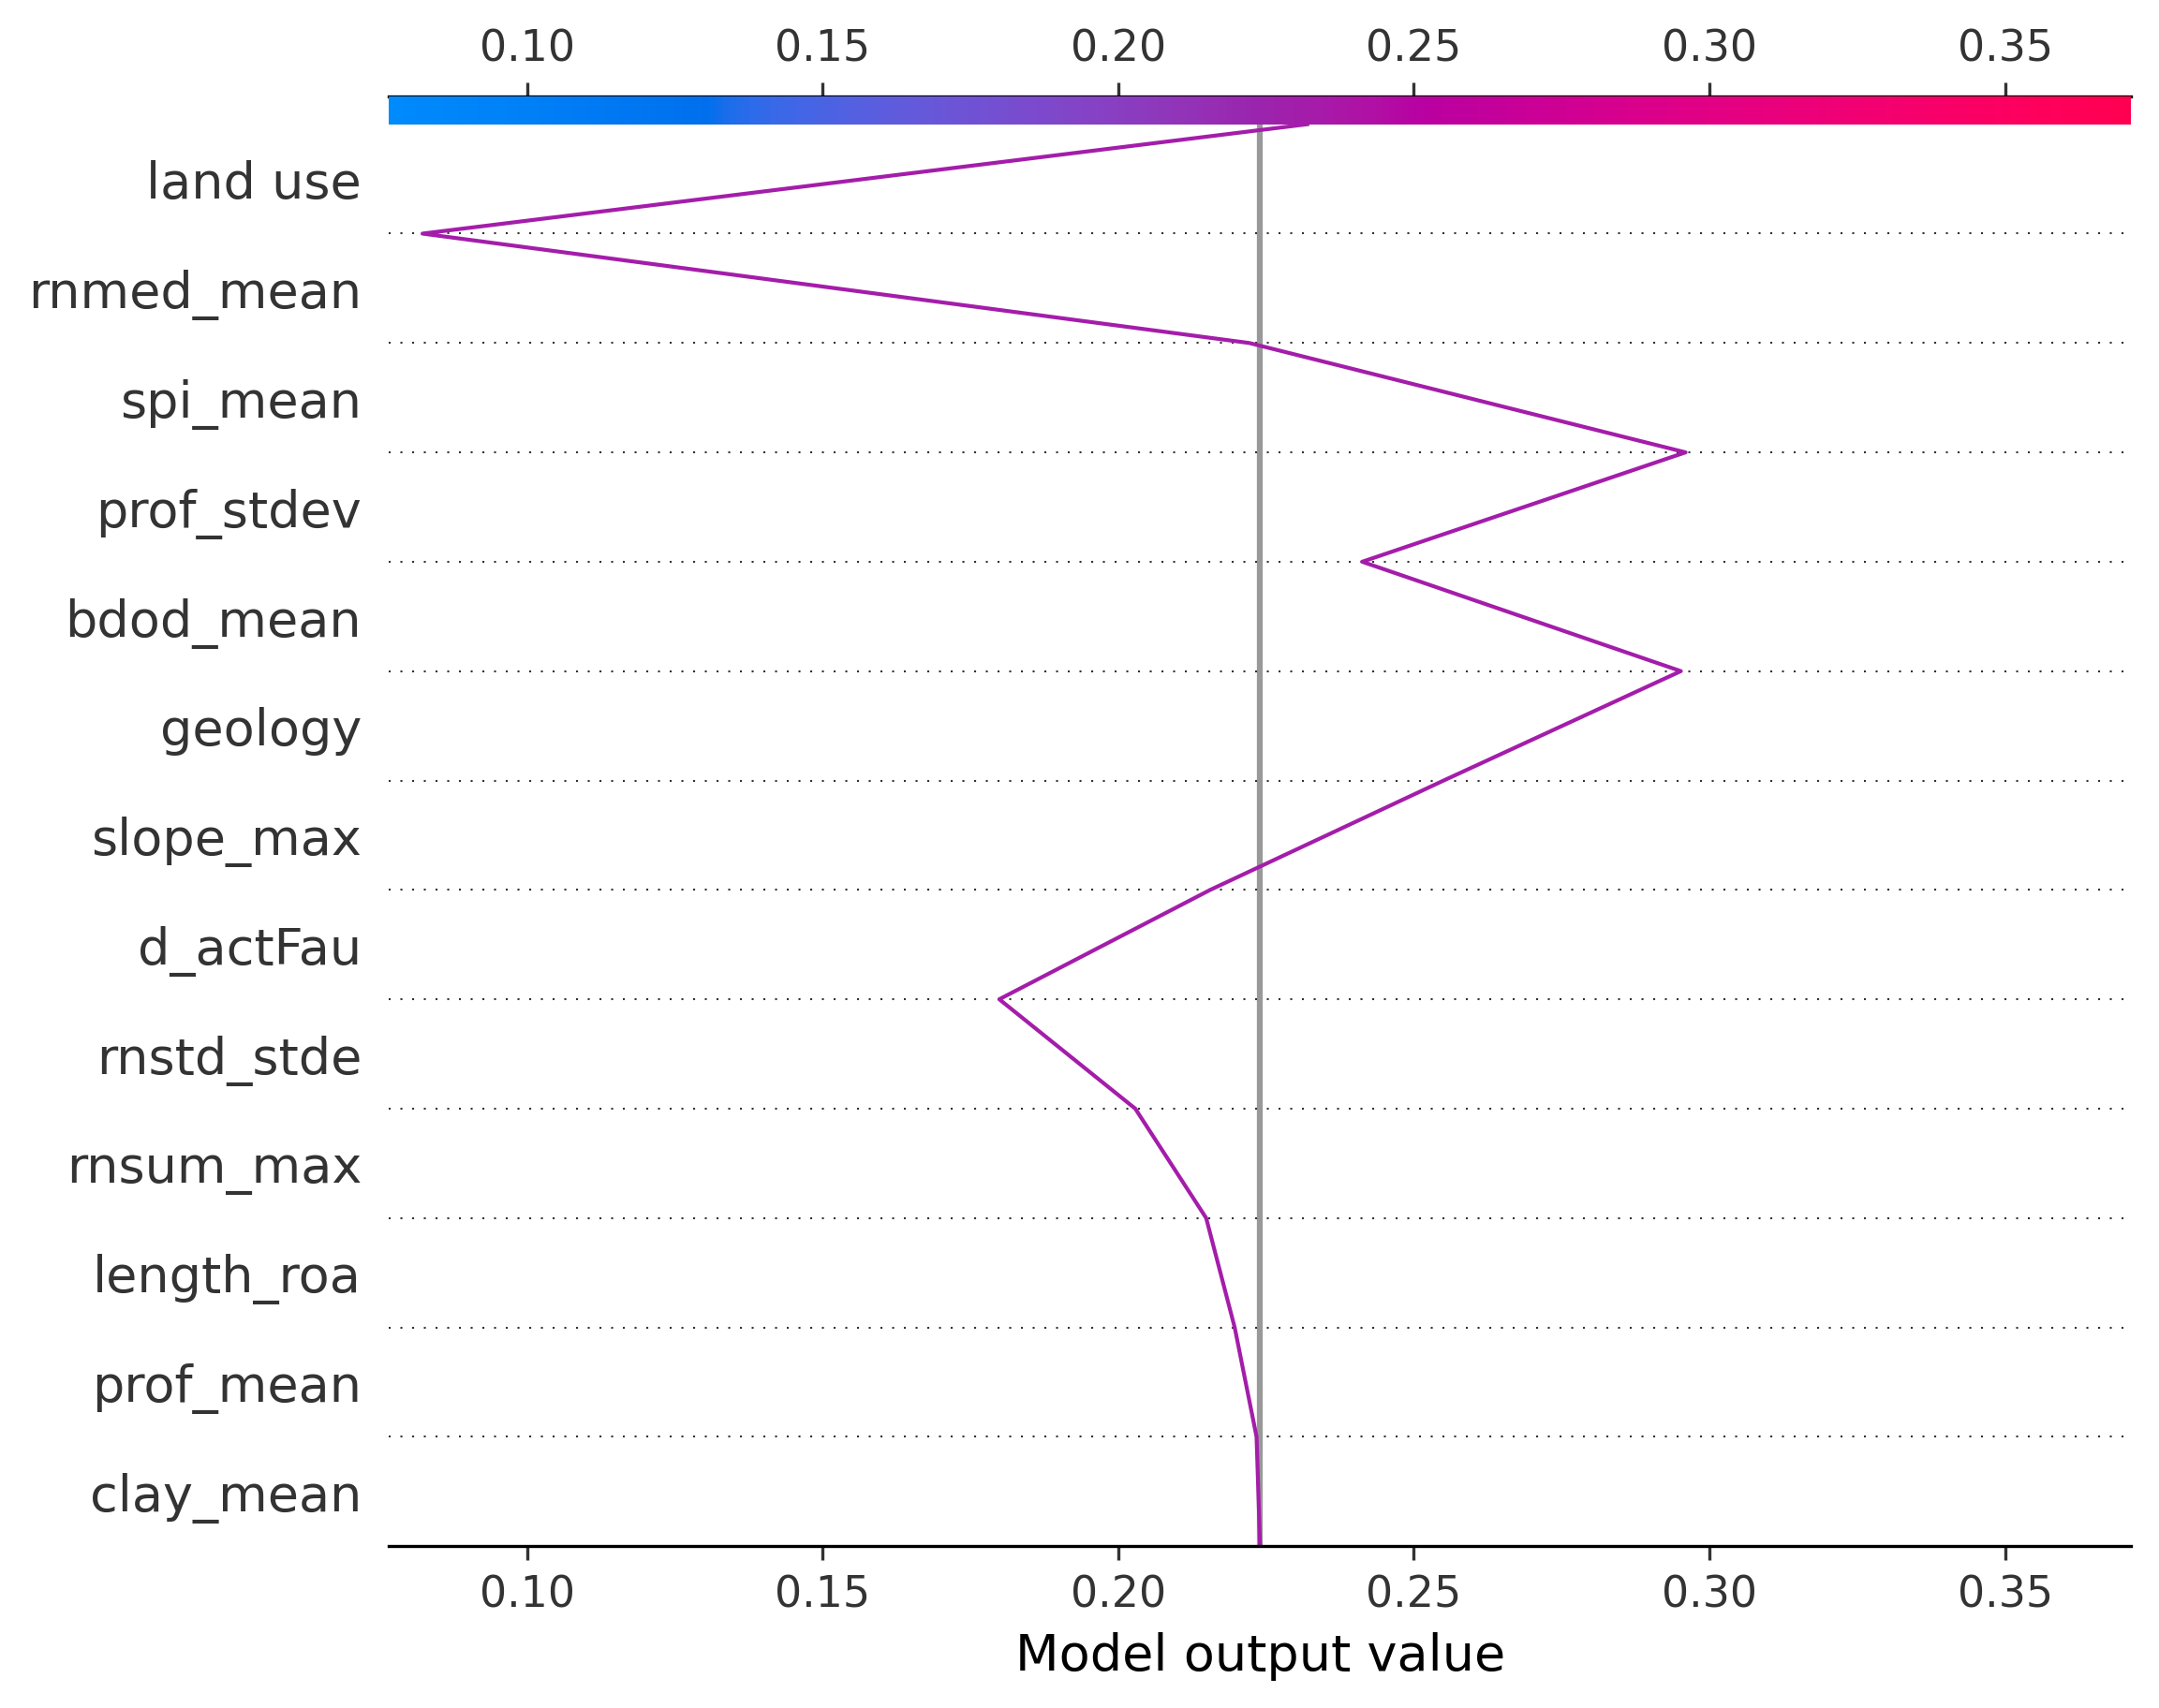 0.10 0.15 0.20 0.25 0.30 0.35
land use
rnmed_mean
spi_mean
prof_stdev
bdod_mean
geology
slope_max
d_actFau
rnstd_stde
rnsum_max
length_roa
prof_mean
clay_mean
0.10 0.15 0.20 0.25 0.30 0.35
Model output value